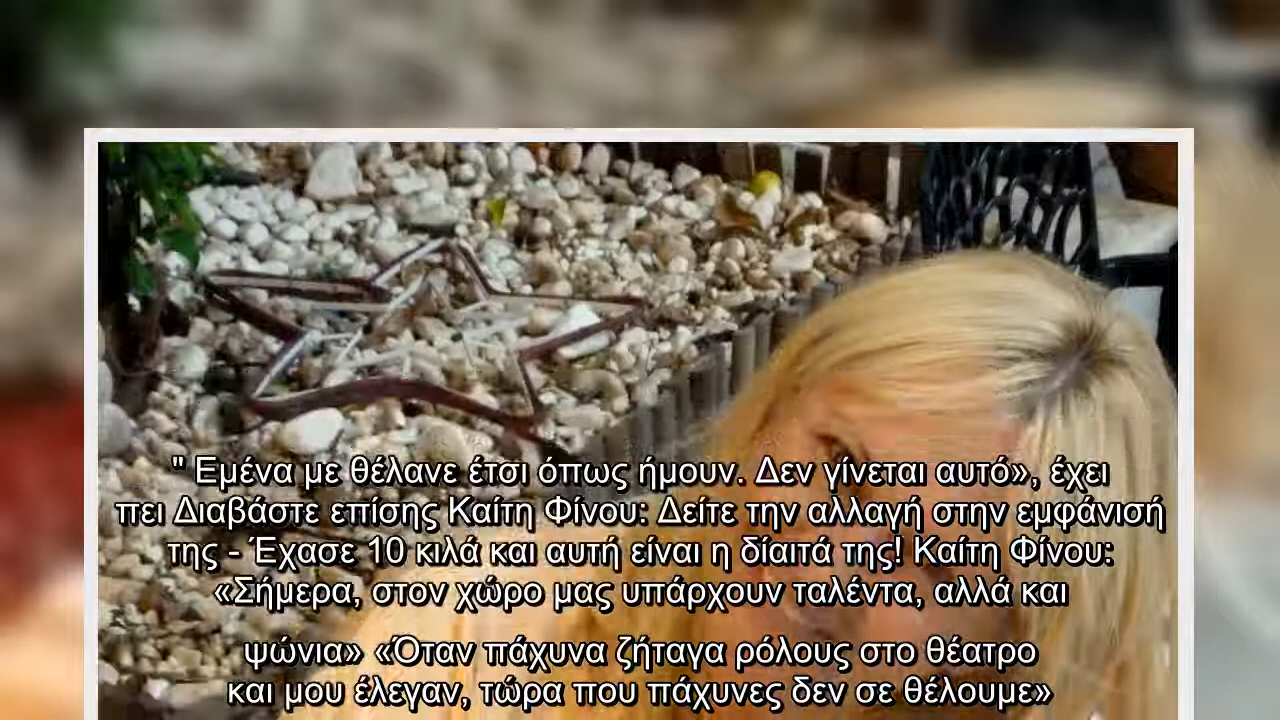 " Εμένα με θέλανε έτσι όπως ήμουν. Δεν γίνεται αυτό», έχει
πει Διαβάστε επίσης Καίτη Φίνου: Δείτε την αλλαγή στην εμφάνισή
της - Έχασε 10 κιλά και αυτή είναι η δίαιτά της! Καίτη Φίνου:
«Σήμερα, στον χώρο μας υπάρχουν ταλέντα, αλλά και
ψώνια» «Όταν πάχυνα ζήταγα ρόλους στο θέατρο
και μου έλεγαν, τώρα που πάχυνες δεν σε θέλουμε»